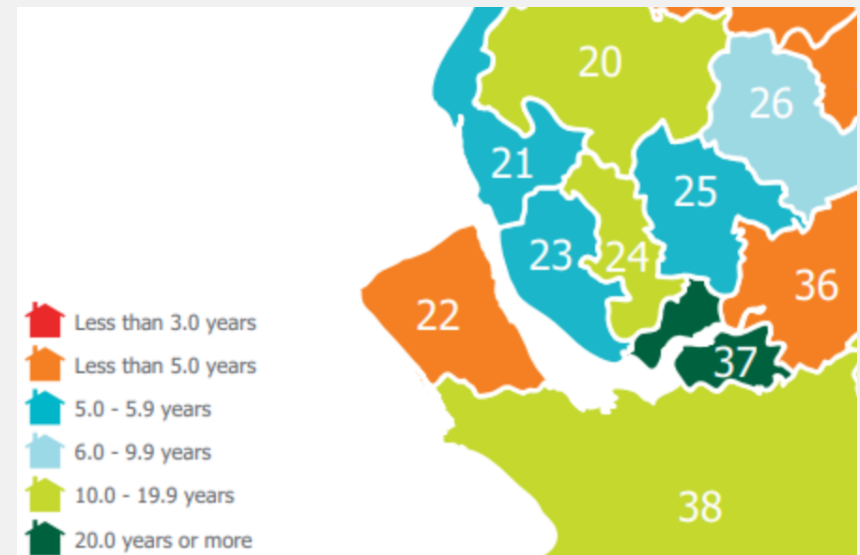 20
26
21
25
23
24
22
36
37
38
Less than 3.0 years
Less than 5.0 years
5.0 - 5.9 years
6.0 - 9.9 years
10.0 - 19.9 years
20.0 years or more